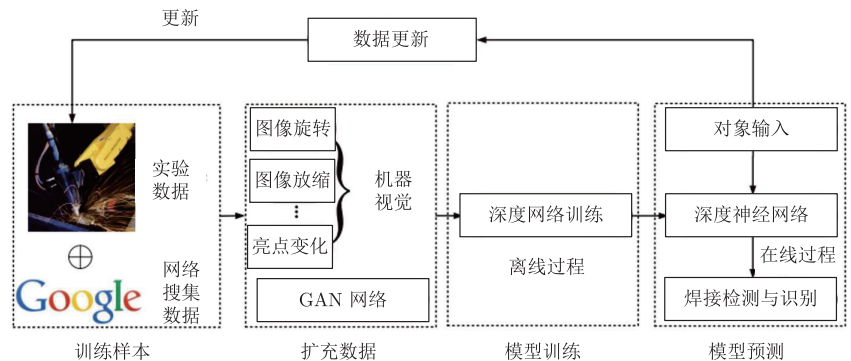 更新
数据更新
实验
数据
Google
网络
搜集
数据
训练样本
图像旋转
图像放缩
亮点变化
机器
视觉
GAN 网络
扩充数据
深度网络训练
离线过程
模型训练
对象输入
深度神经网络
在线过程
焊接检测与识别
模型预测